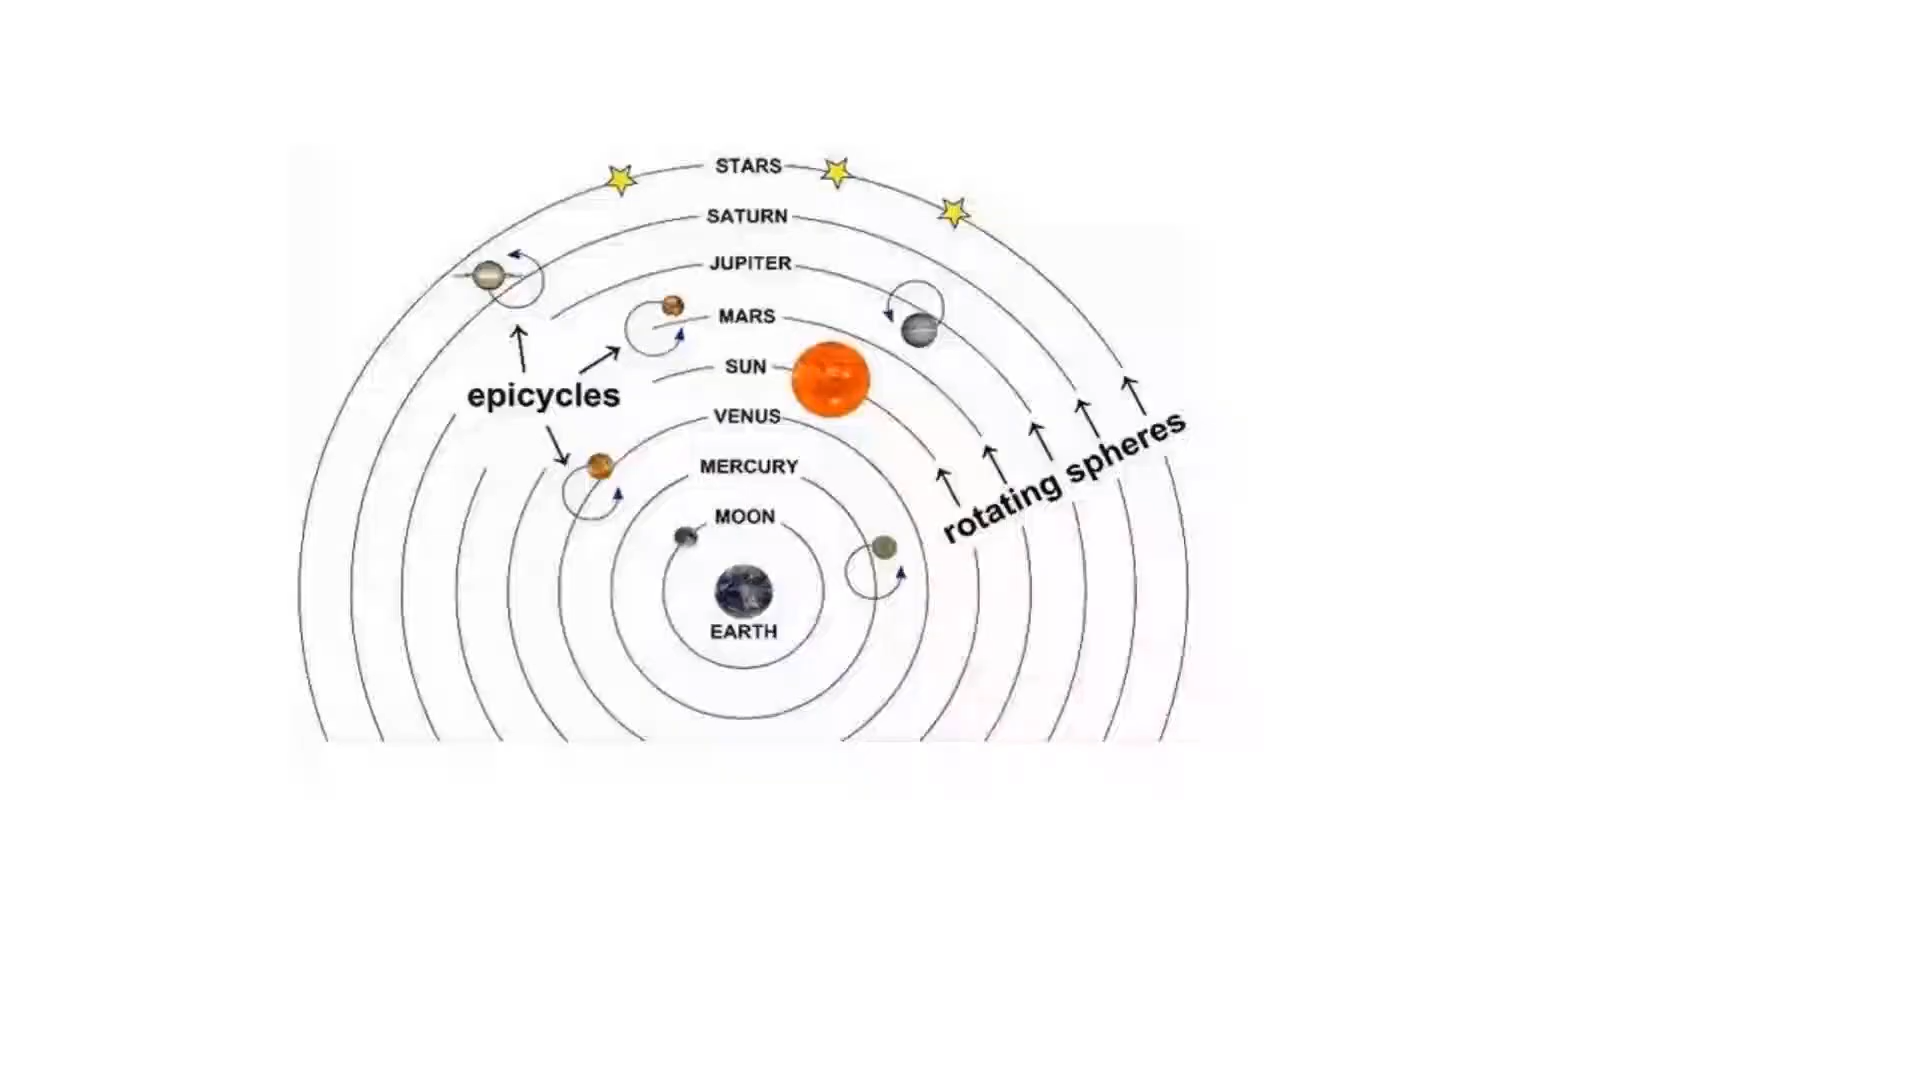 STARS
SATURN
JUPITER
MARS
SUN
epicycles
VENUS
rotating spheres
MERCURY
MOON
EARTH